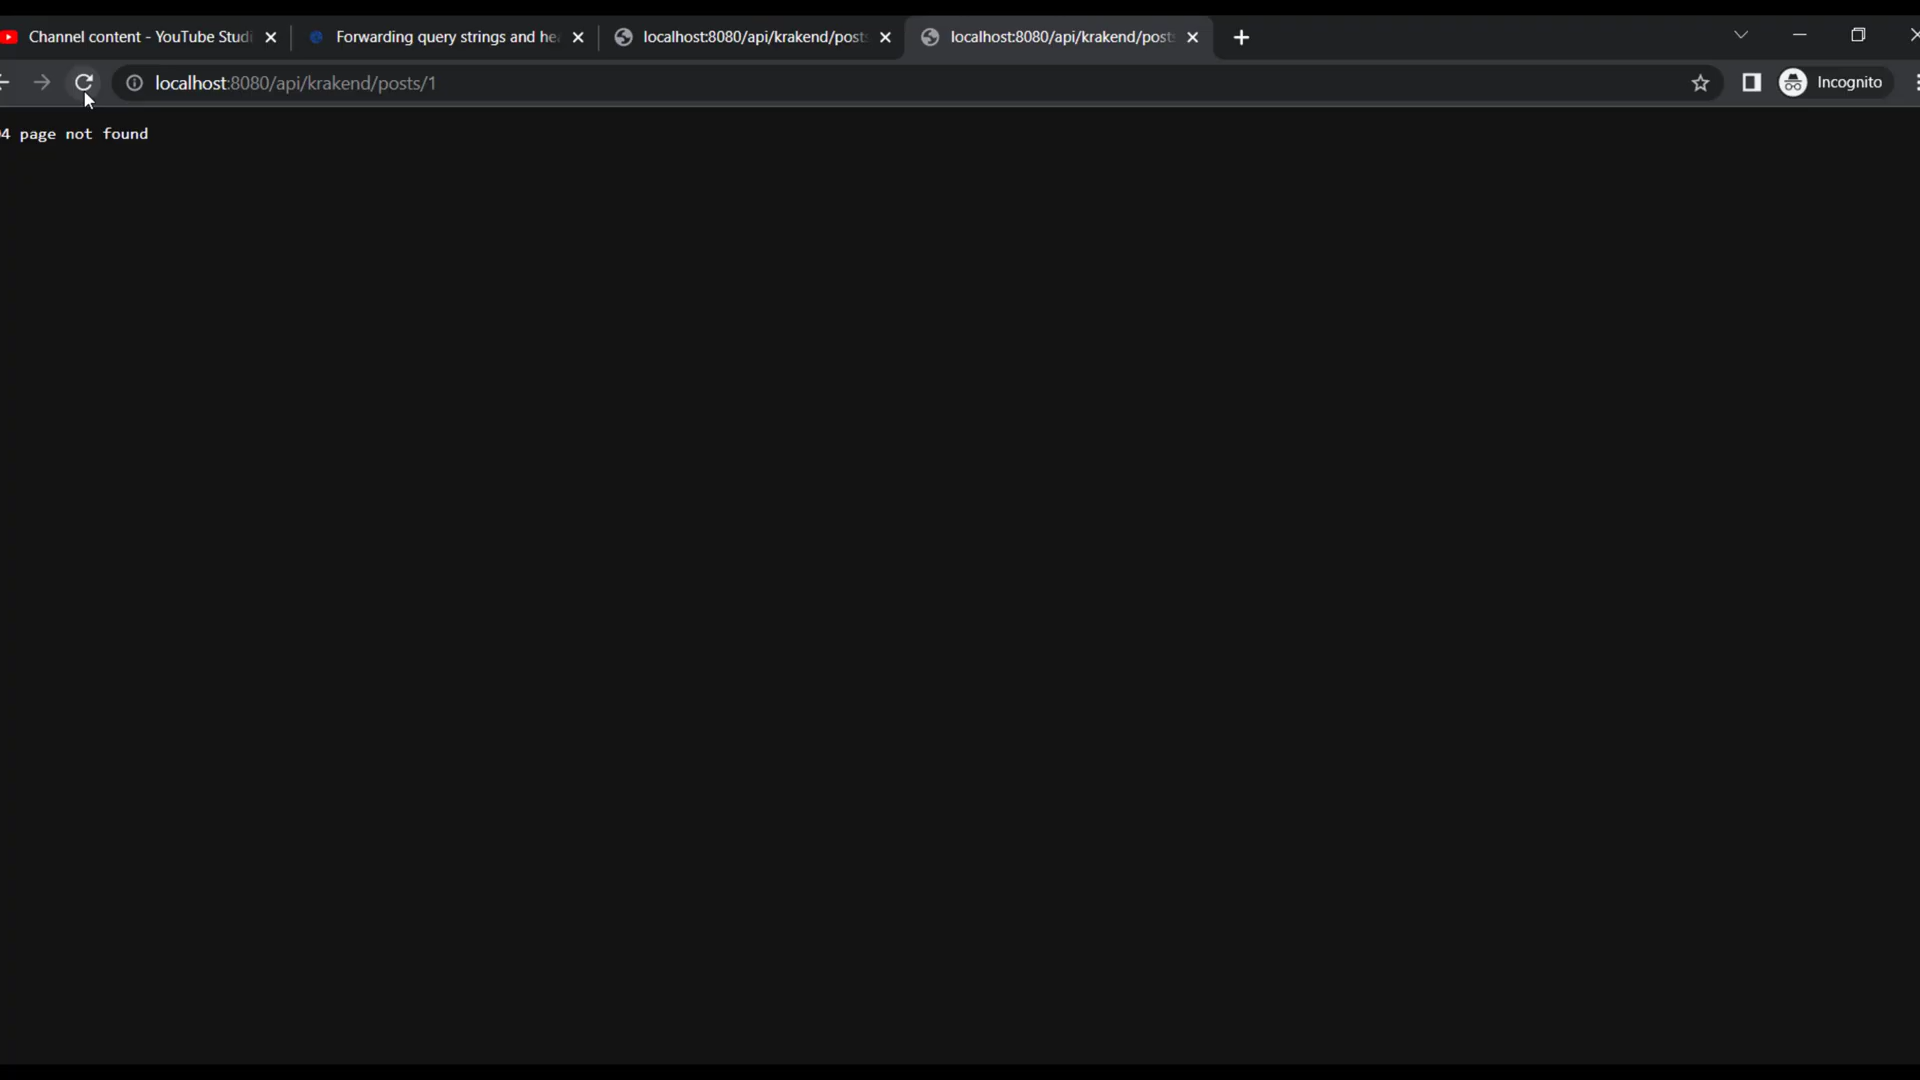 Channel content - YouTube Studi
Forwarding query strings and he
localhost:8080/api/krakend/post
localhost:8080/api/krakend/post
localhost:8080/api/krakend/posts/1
Incognito
04 page not found